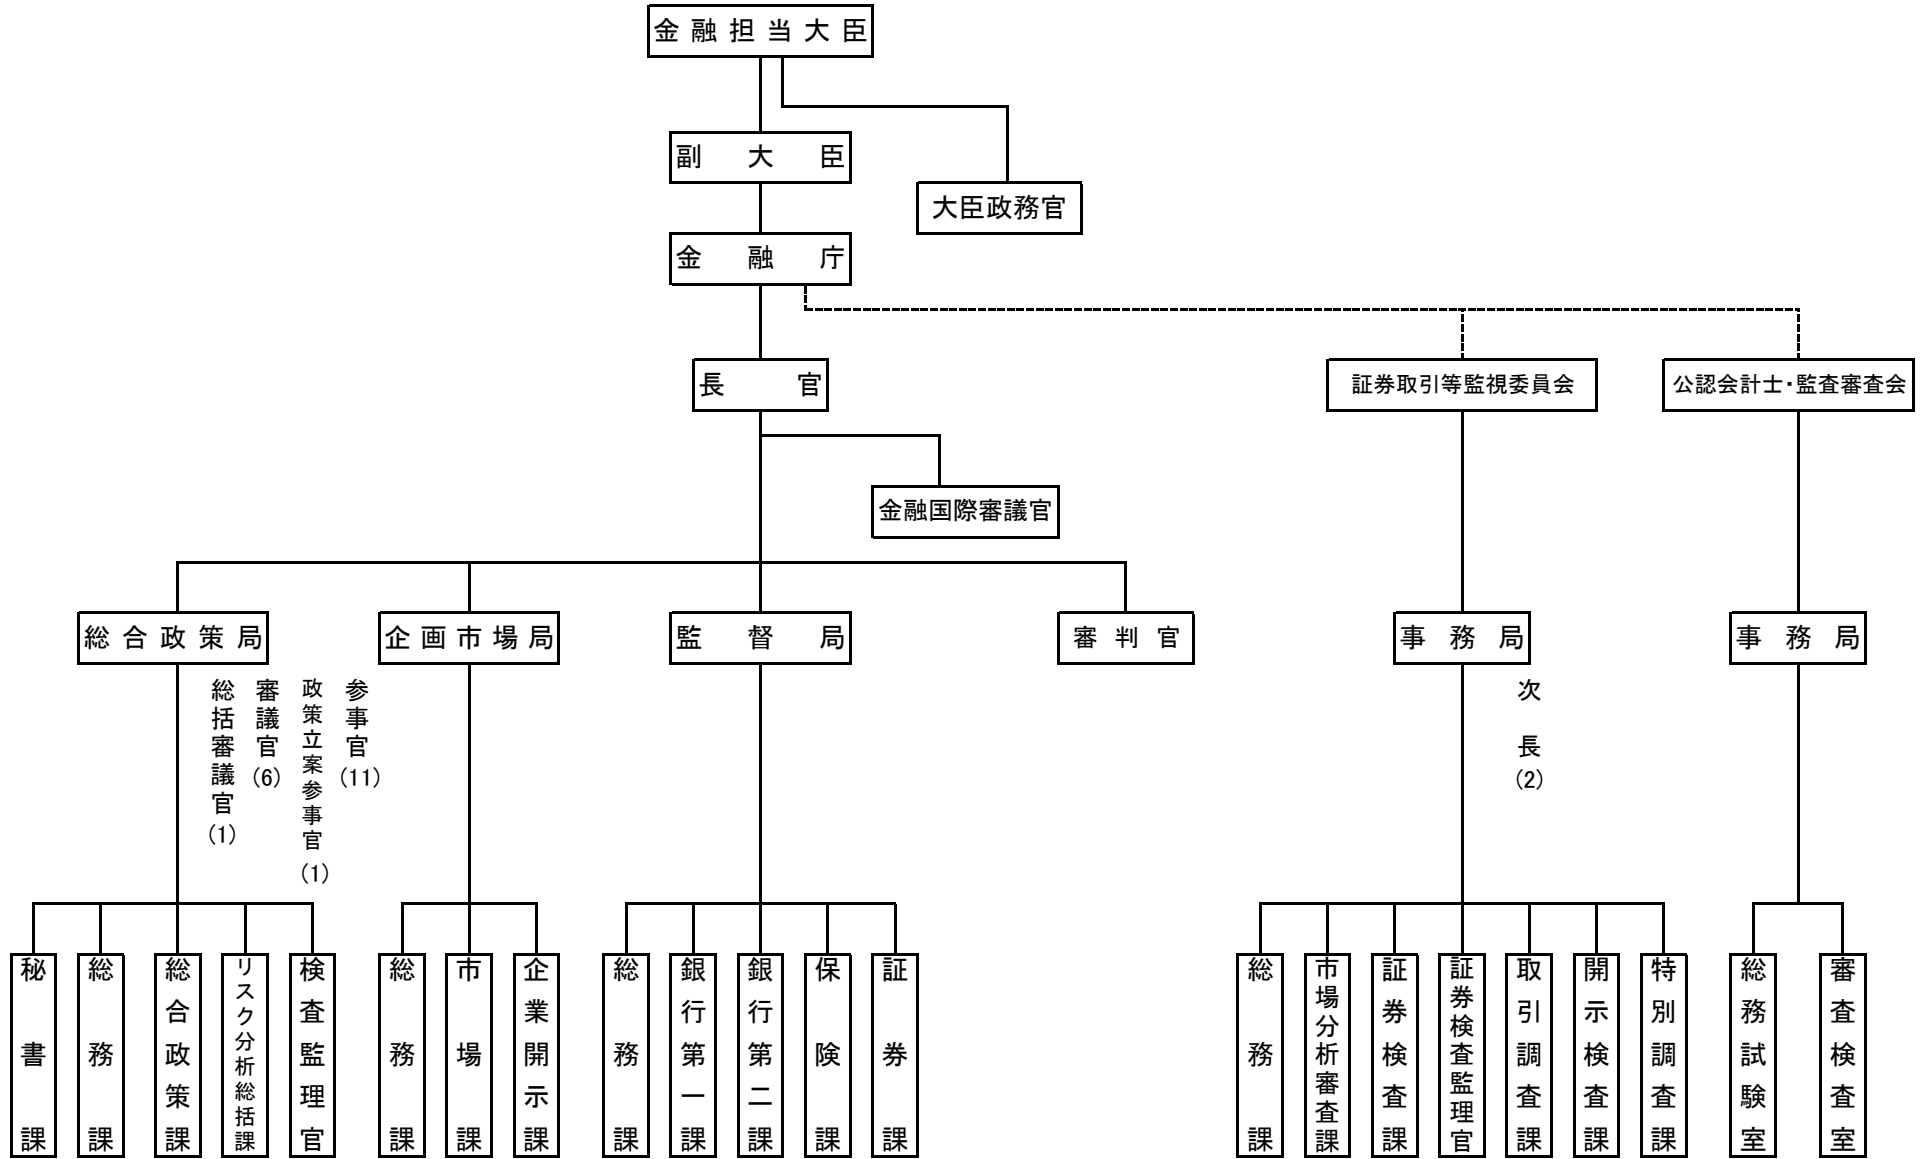 金融担当大臣
副大臣
大臣政務官
金融庁
長官
証券取引等監視委員会
公認会計士・監査審査会
金融国際審議官
総合政策局
企画市場局
監督局
審判官
事務局
事務局
総括審議官(1)
審議官(6)
政策立案参事官(1)
参事官(11)
次長(2)
秘書課
総務課
総合政策課
リスク分析総括課
検査監理官
総務課
市場課
企業開示課
総務課
銀行第一課
銀行第二課
保険課
証券課
総務課
市場分析審査課
証券検査課
証券検査監理官
取引調査課
開示検査課
特別調査課
総務試験室
審査検査室